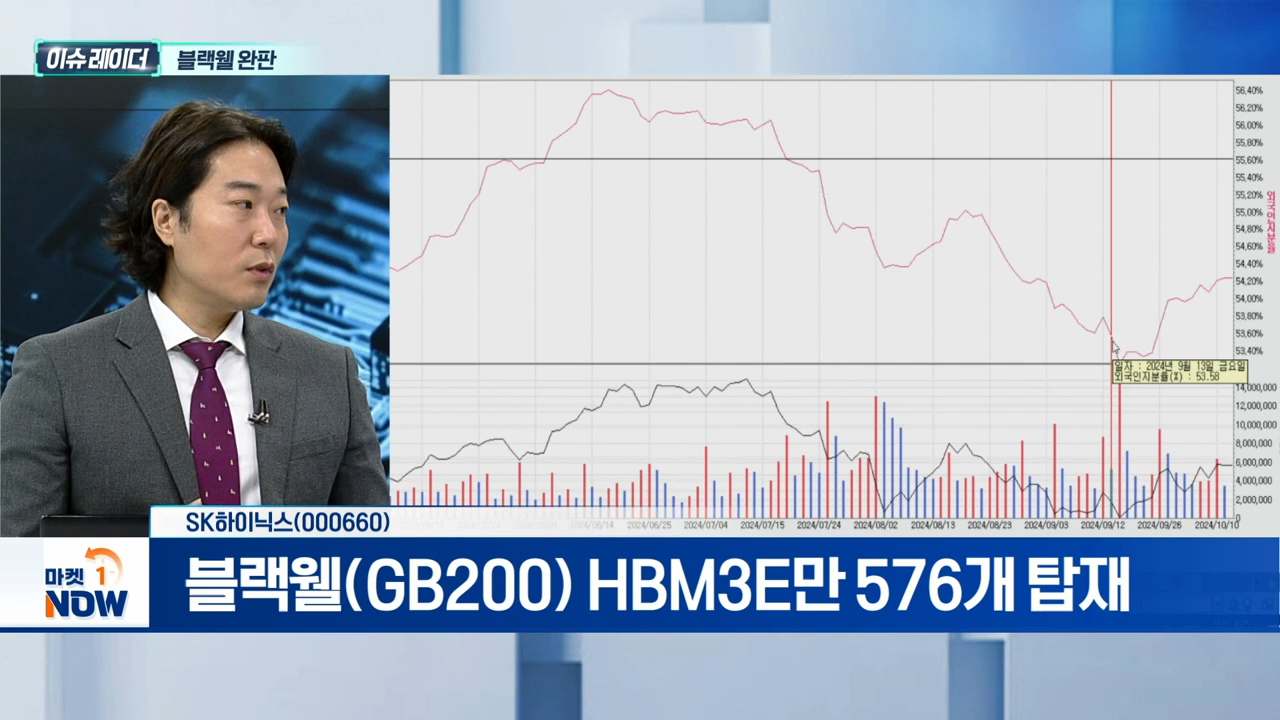 이슈 레이더 블랙웰 완판
56,40%
56,20%
56,00%
55,80%
55,60%
55,40%
55,20%
55,00%
54,80%
54,60%
54,40%
54,20%
54,00%
53,80%
53,60%
53,40%
외국인지분률
일자 : 2024년 9월 13일 금요일
외국인지분률(%) : 53.58
14,000,000
12,000,000
10,000,000
8,000,000
6,000,000
4,000,000
2,000,000
0
2024/06/25 2024/07/04 2024/07/15 2024/07/24 2024/08/02 2024/08/13 2024/08/23 2024/09/03 2024/09/12 2024/09/26 2024/10/10
SK하이닉스(000660)
마켓 1
NOW
블랙웰(GB200) HBM3E만 576개 탑재